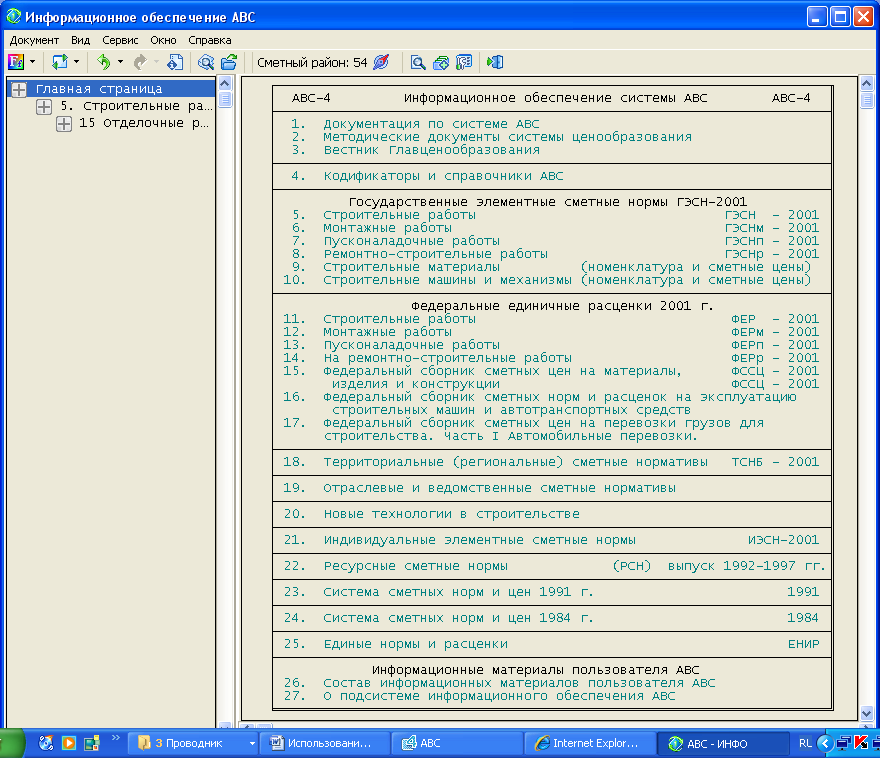 Информационное обеспечение АВС
Документ Вид Сервис Окно Справка
Сметный район: 54
Главная страница
5. Строительные ра...
15 Отделочные р...
АВС-4 Информационное обеспечение системы АВС АВС-4
1. Документация по системе АВС
2. Методические документы системы ценообразования
3. Вестник Главценообразования
4. Кодификаторы и справочники АВС
Государственные элементные сметные нормы ГЭСН-2001
5. Строительные работы ГЭСН - 2001
6. Монтажные работы ГЭСНм - 2001
7. Пусконаладочные работы ГЭСНп - 2001
8. Ремонтно-строительные работы ГЭСНр - 2001
9. Строительные материалы (номенклатура и сметные цены)
10. Строительные машины и механизмы (номенклатура и сметные цены)
Федеральные единичные расценки 2001 г.
11. Строительные работы ФЕР - 2001
12. Монтажные работы ФЕРм - 2001
13. Пусконаладочные работы ФЕРп - 2001
14. На ремонтно-строительные работы ФЕРр - 2001
15. Федеральный сборник сметных цен на материалы, ФССЦ - 2001
изделия и конструкции ФССЦ - 2001
16. Федеральный сборник сметных норм и расценок на эксплуатацию
строительных машин и автотранспортных средств
17. Федеральный сборник сметных цен на перевозки грузов для
строительства. Часть I Автомобильные перевозки.
18. Территориальные (региональные) сметные нормативы ТСНБ - 2001
19. Отраслевые и ведомственные сметные нормативы
20. Новые технологии в строительстве
21. Индивидуальные элементные сметные нормы ИЭСН-2001
22. Ресурсные сметные нормы (РСН) выпуск 1992-1997 гг.
23. Система сметных норм и цен 1991 г. 1991
24. Система сметных норм и цен 1984 г. 1984
25. Единые нормы и расценки ЕНИР
Информационные материалы пользователя АВС
26. Состав информационных материалов пользователя АВС
27. О подсистеме информационного обеспечения АВС
3 Проводник Использовани... АВС Internet Explor... АВС - ИНФО RL